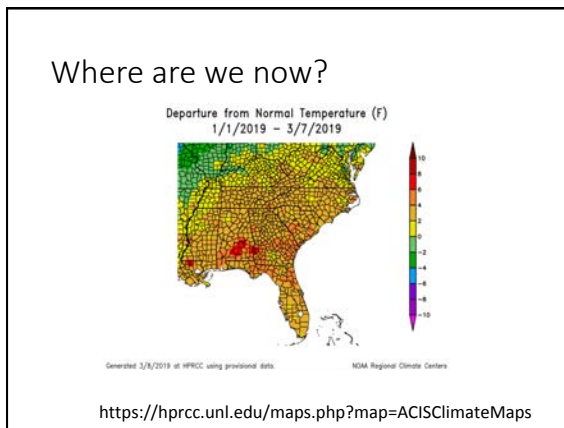 Where are we now?
Departure from Normal Temperature (F)
1/1/2019 – 3/7/2019
10
8
6
4
2
0
-2
-4
-6
-8
-10
Generated 3/8/2019 at HPRCC using provisional data.
NOAA Regional Climate Centers
https://hprcc.unl.edu/maps.php?map=ACISClimateMaps